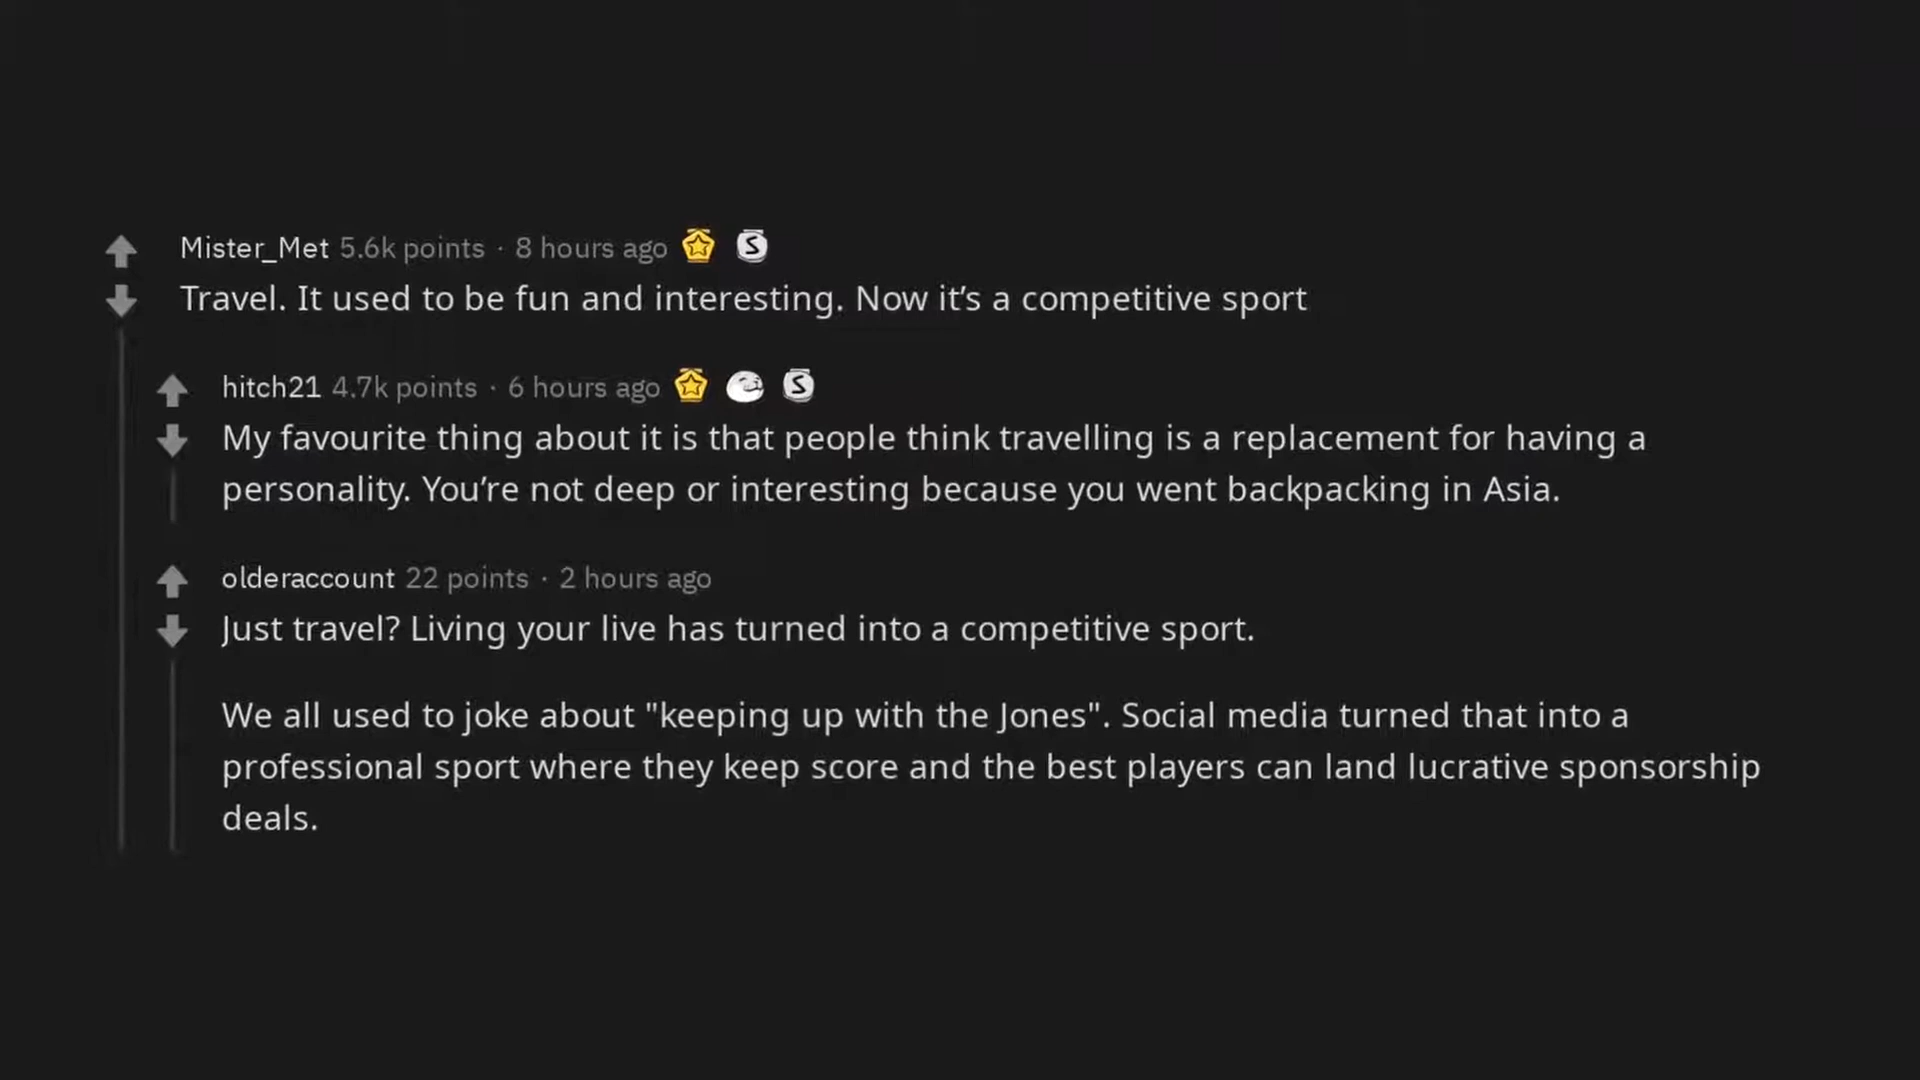 Mister_Met 5.6k points · 8 hours ago
Travel. It used to be fun and interesting. Now it’s a competitive sport
hitch21 4.7k points · 6 hours ago
My favourite thing about it is that people think travelling is a replacement for having a
personality. You’re not deep or interesting because you went backpacking in Asia.
olderaccount 22 points · 2 hours ago
Just travel? Living your live has turned into a competitive sport.
We all used to joke about "keeping up with the Jones". Social media turned that into a
professional sport where they keep score and the best players can land lucrative sponsorship
deals.